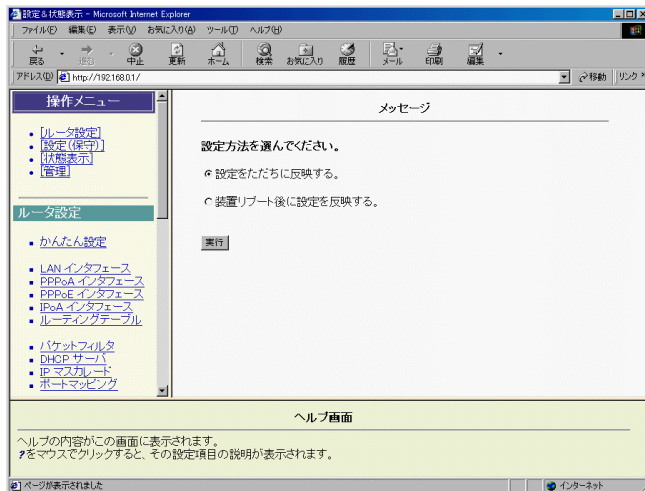 設定&状態表示 - Microsoft Internet Explorer
ファイル(F) 編集(E) 表示(V) お気に入り(A) ツール(T) ヘルプ(H)
戻る 進む 中止 更新 ホーム 検索 お気に入り 履歴 メール 印刷 編集
アドレス(D) http://192.168.0.1/ 移動 リンク »
操作メニュー
[ルータ設定]
[設定(保守)]
[状態表示]
[管理]
ルータ設定
かんたん設定
LAN インタフェース
PPPoA インタフェース
PPPoE インタフェース
IPoA インタフェース
ルーティングテーブル
パケットフィルタ
DHCP サーバ
IP マスカレード
ポートマッピング
メッセージ
設定方法を選んでください。
設定をただちに反映する。
装置リブート後に設定を反映する。
実行
ヘルプ画面
ヘルプの内容がこの画面に表示されます。
?をマウスでクリックすると、その設定項目の説明が表示されます。
ページが表示されました
インターネット